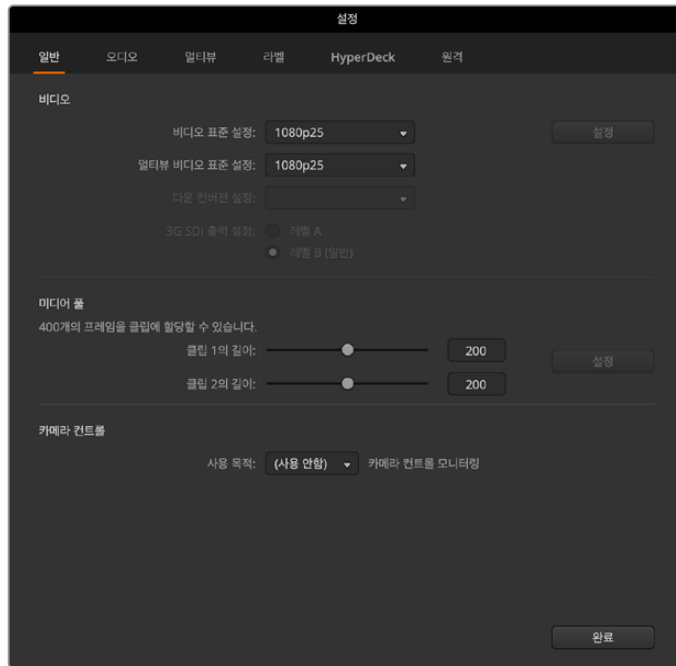 설정
일반 오디오 멀티뷰 라벨 HyperDeck 원격
비디오
비디오 표준 설정: 1080p25 설정
멀티뷰 비디오 표준 설정: 1080p25
다운 컨버전 설정:
3G SDI 출력 설정: 레벨 A
레벨 B (일반)
미디어 풀
400개의 프레임을 클립에 할당할 수 있습니다.
클립 1의 길이: 200 설정
클립 2의 길이: 200
카메라 컨트롤
사용 목적: (사용 안함) 카메라 컨트롤 모니터링
완료